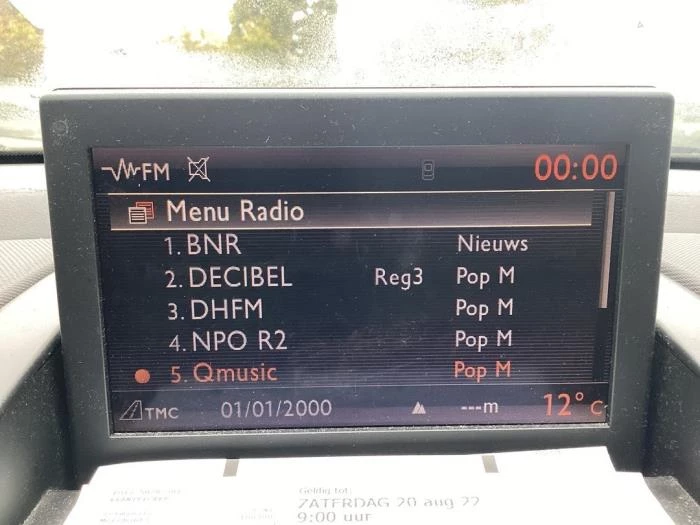 FM 00:00
Menu Radio
1. BNR Nieuws
2. DECIBEL Reg3 Pop M
3. DHFM Pop M
4. NPO R2 Pop M
5. Qmusic Pop M
TMC 01/01/2000 ---m 12° C
Geldig tot:
ZATERDAG 20 aug 22
9:00 uur